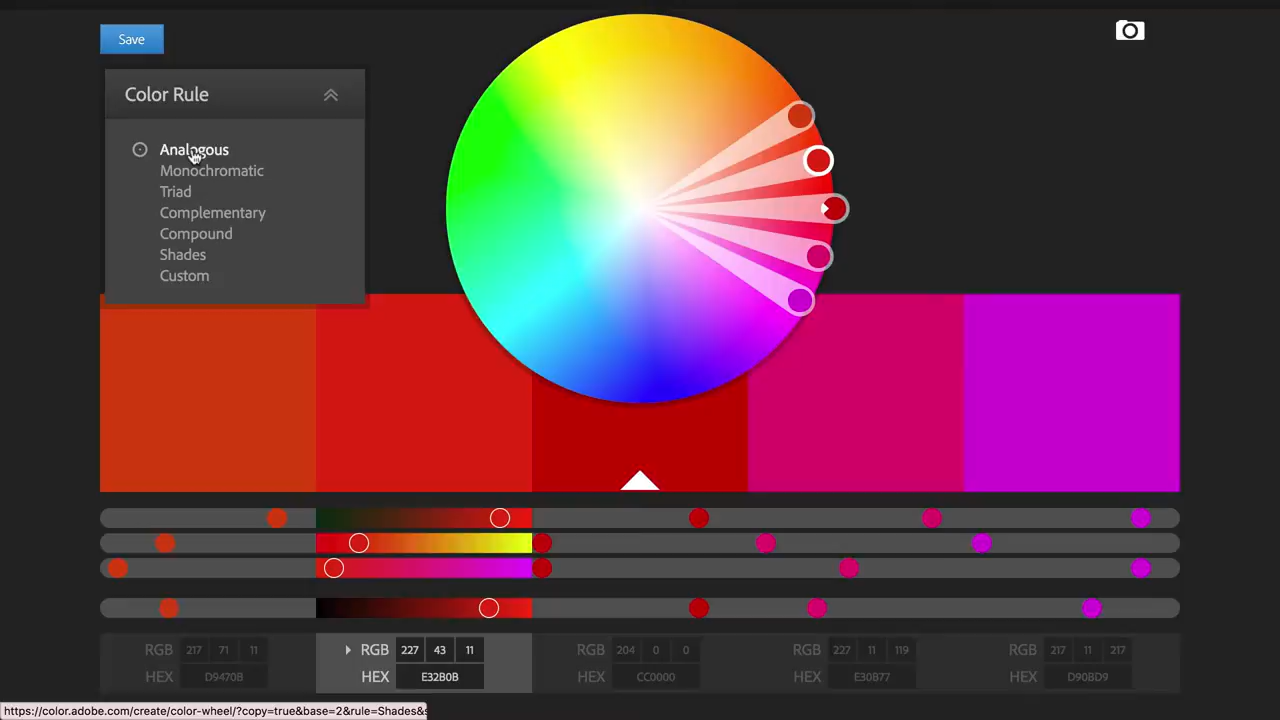 Save
Color Rule
Analogous
Monochromatic
Triad
Complementary
Compound
Shades
Custom
RGB 217 71 11
HEX D9470B
RGB 227 43 11
HEX E32B0B
RGB 204 0 0
HEX CC0000
RGB 227 11 119
HEX E30B77
RGB 217 11 217
HEX D90BD9
https://color.adobe.com/create/color-wheel/?copy=true&base=2&rule=Shades&s